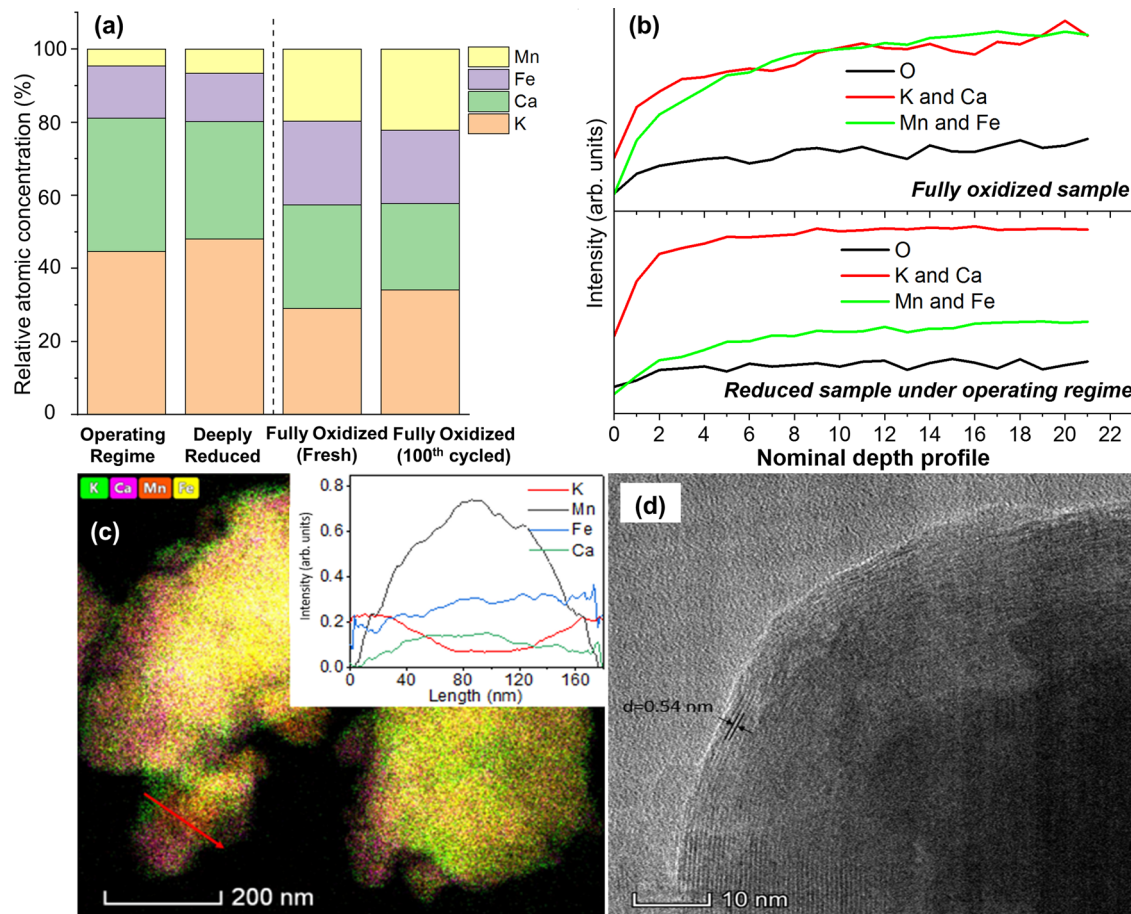 (a)
Relative atomic concentration (%)
100
80
60
40
20
0
Mn
Fe
Ca
K
Operating Regime
Deeply Reduced
Fully Oxidized (Fresh)
Fully Oxidized (100th cycled)
(b)
Intensity (arb. units)
O
K and Ca
Mn and Fe
Fully oxidized sample
O
K and Ca
Mn and Fe
Reduced sample under operating regime
0 2 4 6 8 10 12 14 16 18 20 22
Nominal depth profile
K Ca Mn Fe
(c)
Intensity (arb. units)
0.8
0.6
0.4
0.2
0.0
K
Mn
Fe
Ca
0 40 80 120 160
Length (nm)
200 nm
(d)
d=0.54 nm
10 nm